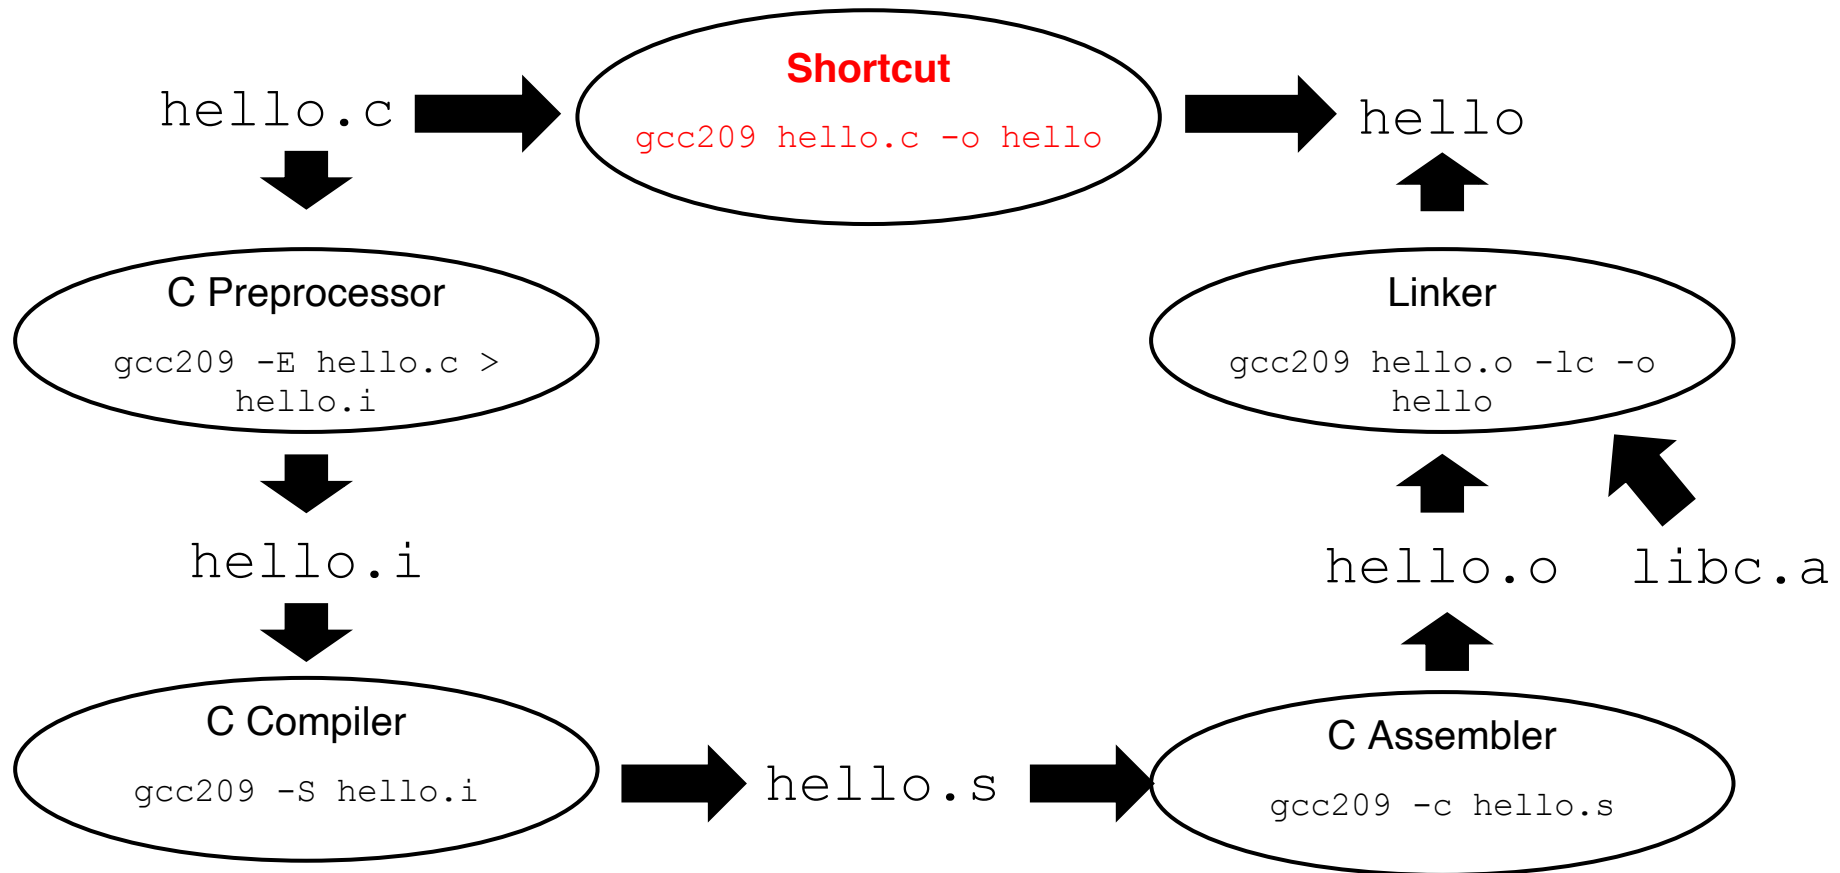 Shortcut
hello.c
gcc209 hello.c -o hello
hello
C Preprocessor
gcc209 -E hello.c >
hello.i
Linker
gcc209 hello.o -lc -o
hello
hello.i
hello.o
libc.a
C Compiler
gcc209 -S hello.i
hello.s
C Assembler
gcc209 -c hello.s